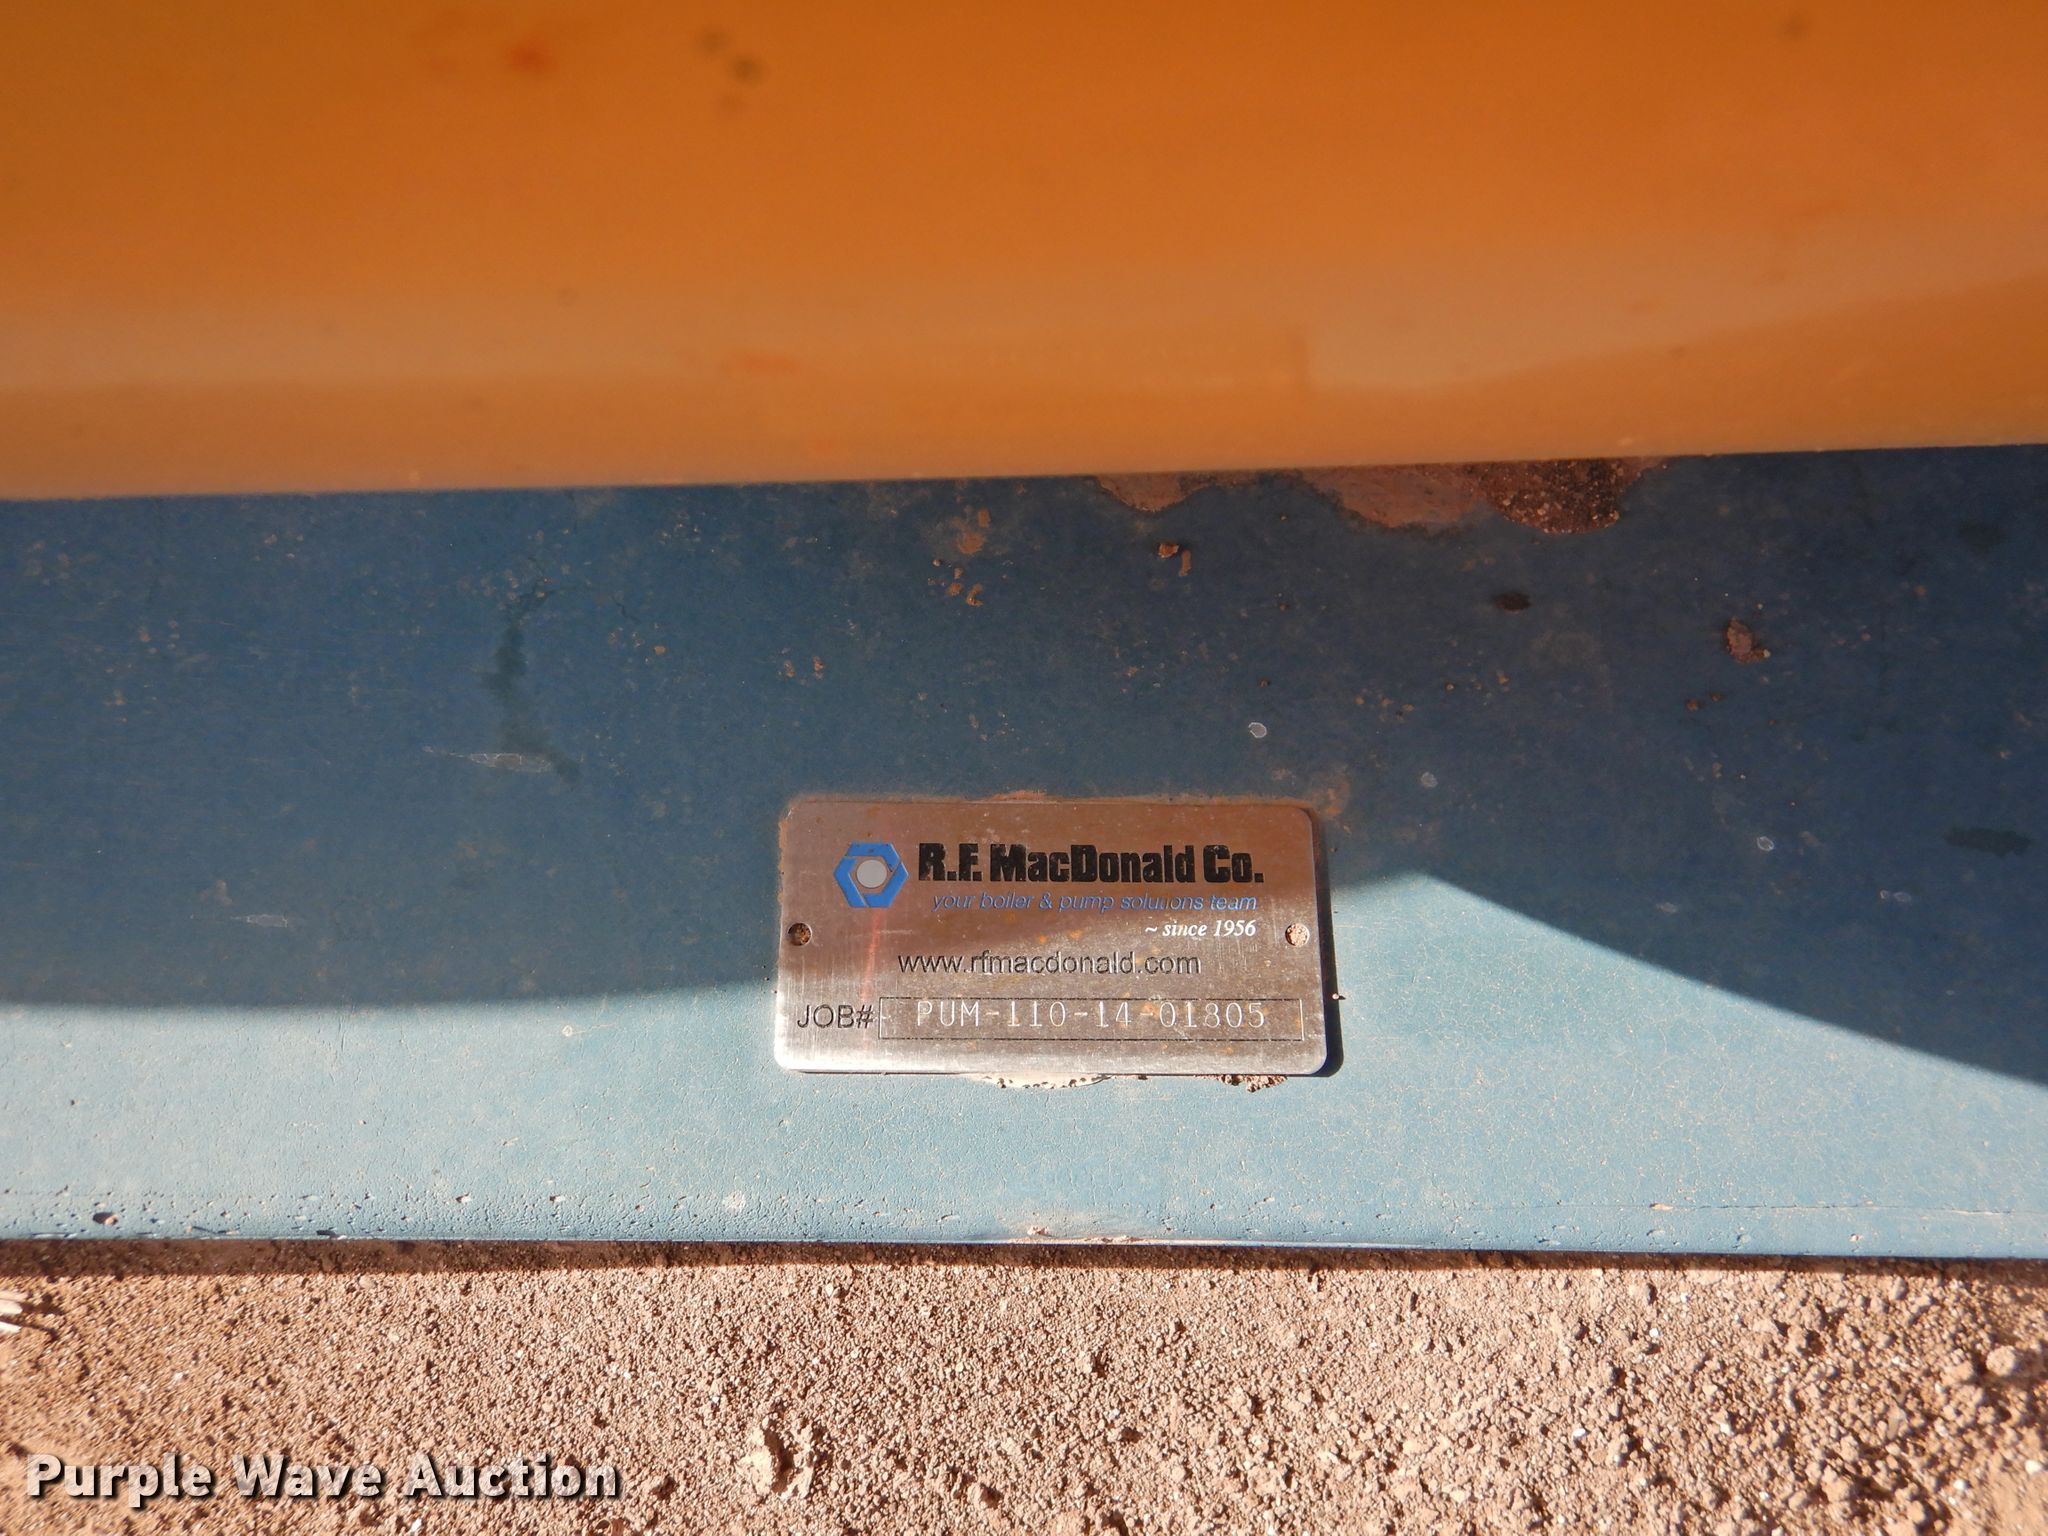 R.F. MacDonald Co.
your boiler & pump solutions team
~ since 1956
www.rfmacdonald.com
JOB# PUM-110-14-01805
Purple Wave Auction